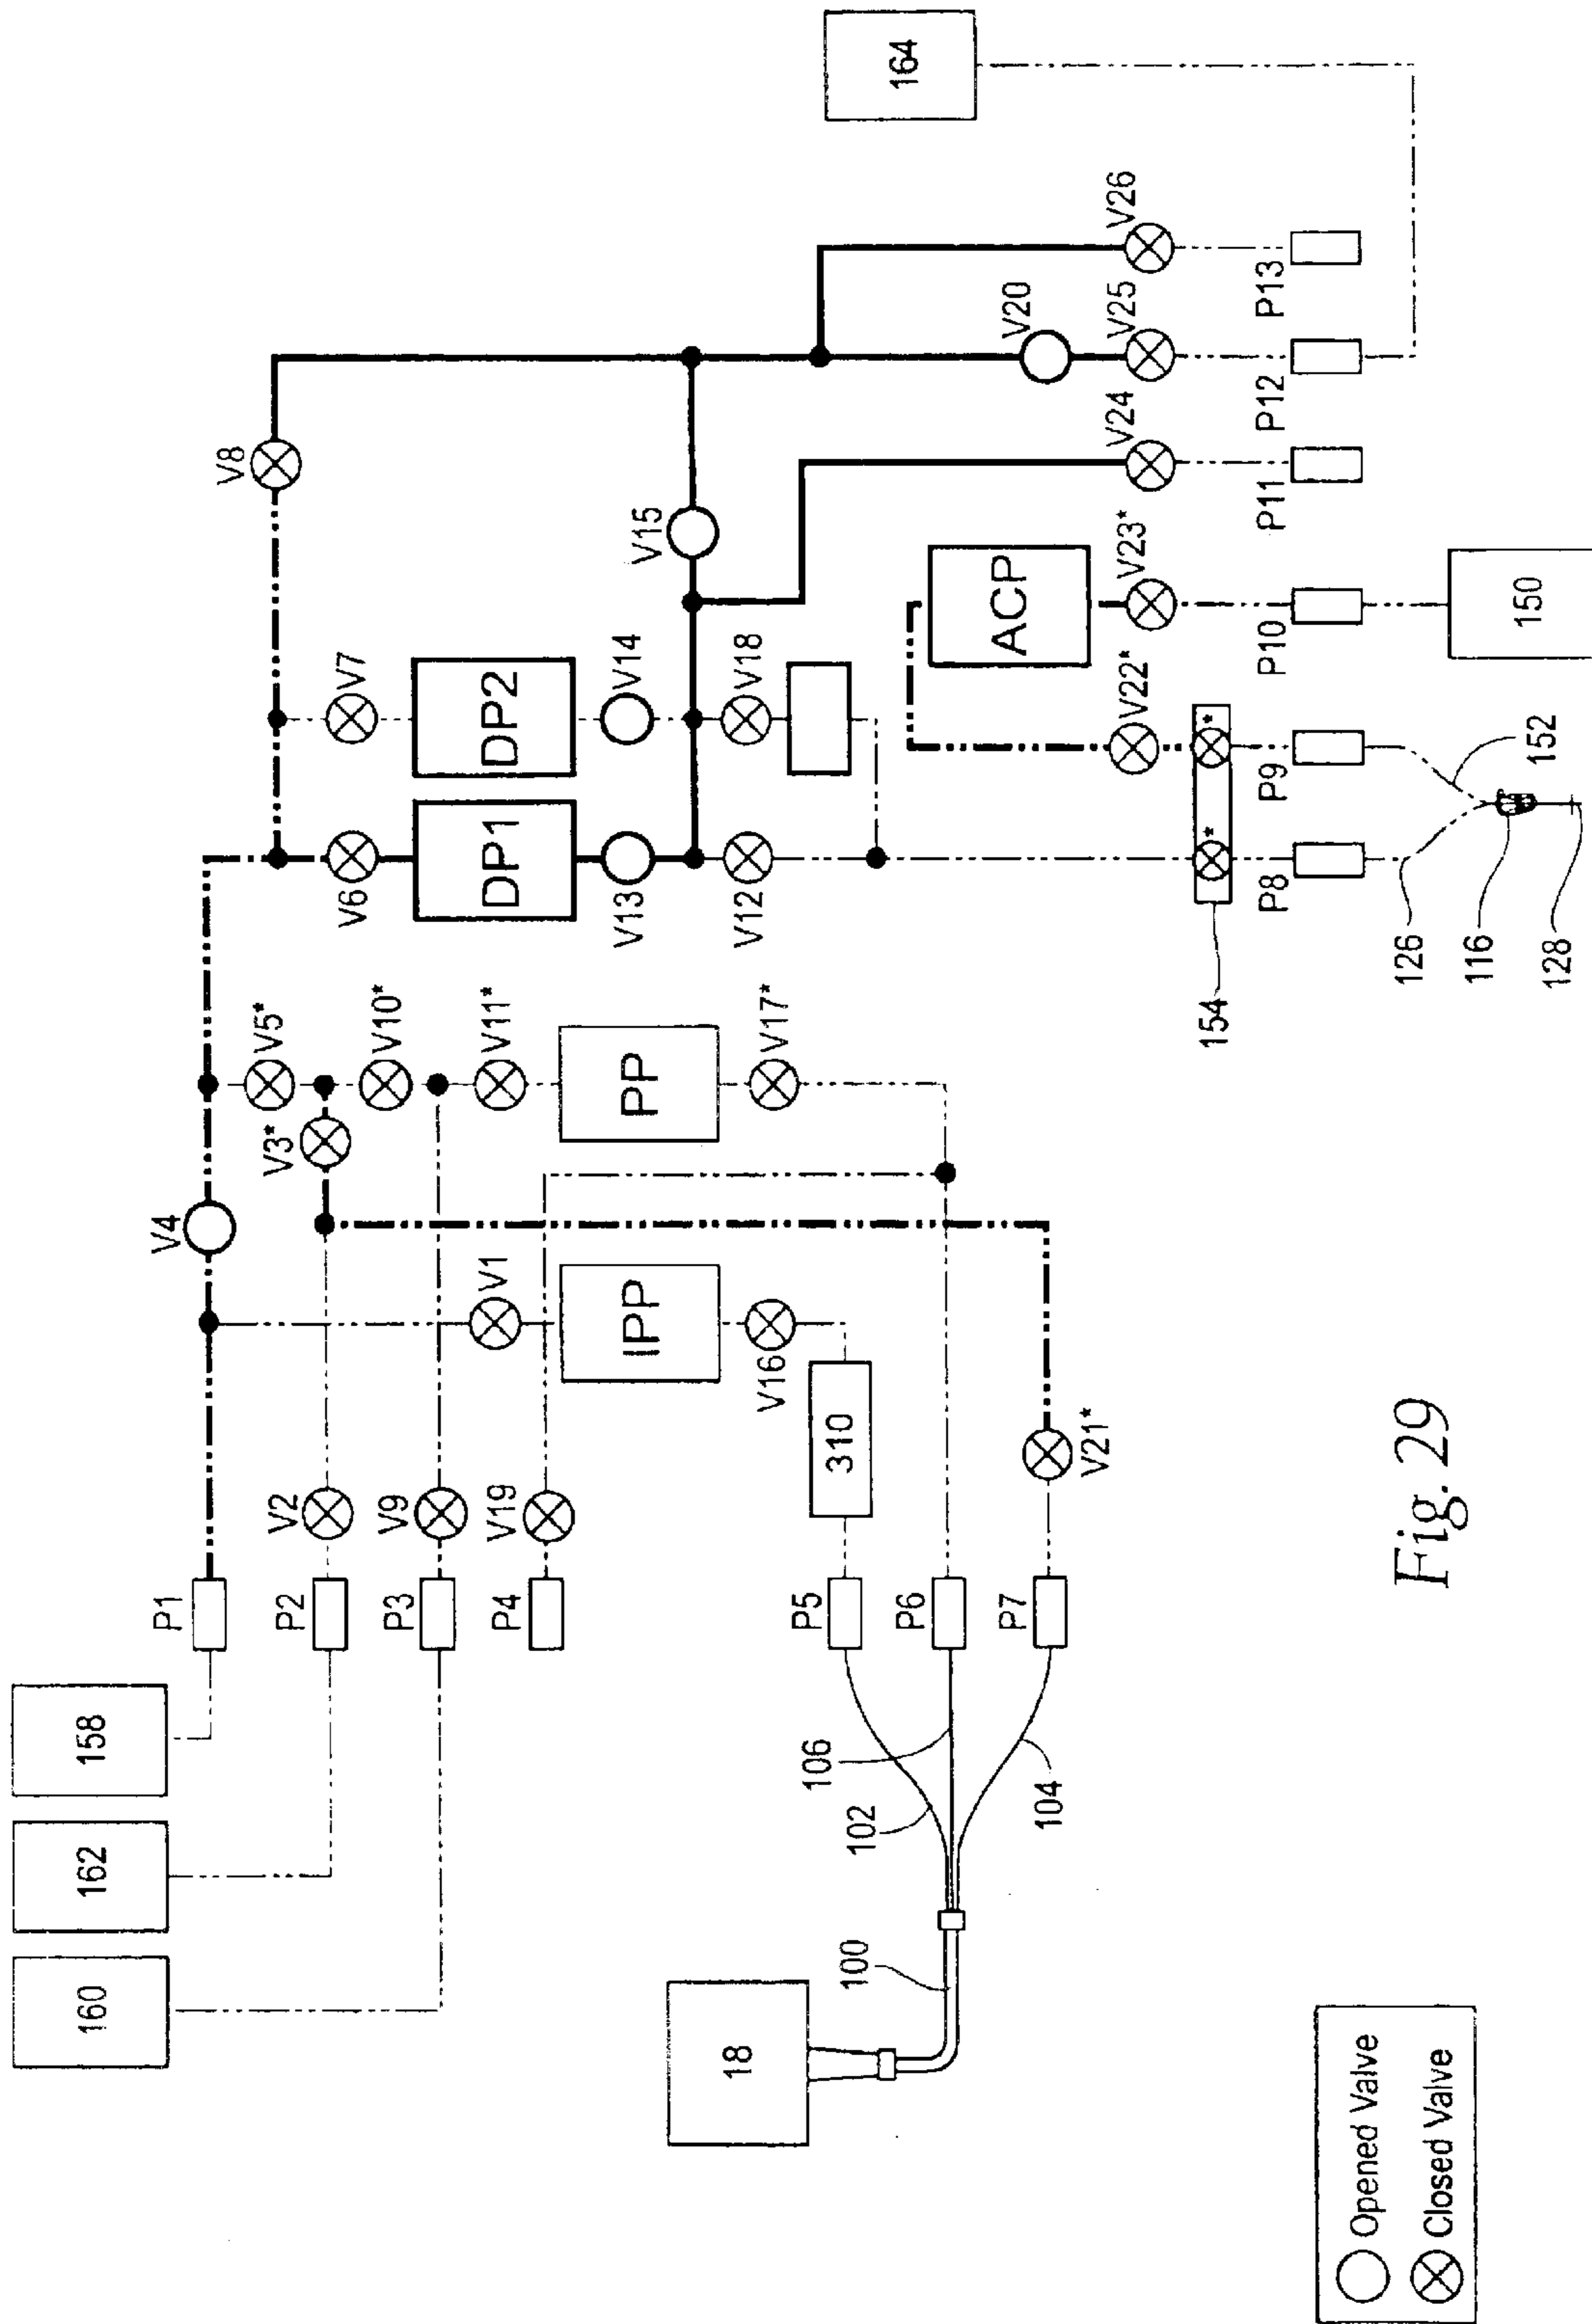 160 162 158
P1 V4
V8
P2 V2 V3* V5*
V6 V7
P3 V9 V10*
P4 V19 V1 V11* DP1 DP2
IPP PP V13 V14 V15
18 V12 V18
V16 V17*
P5 310
102
100 164
P6
106
P7 ACP V20
104
V21* V22* V23* V24 V25 V26
154 * *
P8 P9 P10 P11 P12 P13
126
116
150
152
128
Opened Valve
Closed Valve
Fig. 29